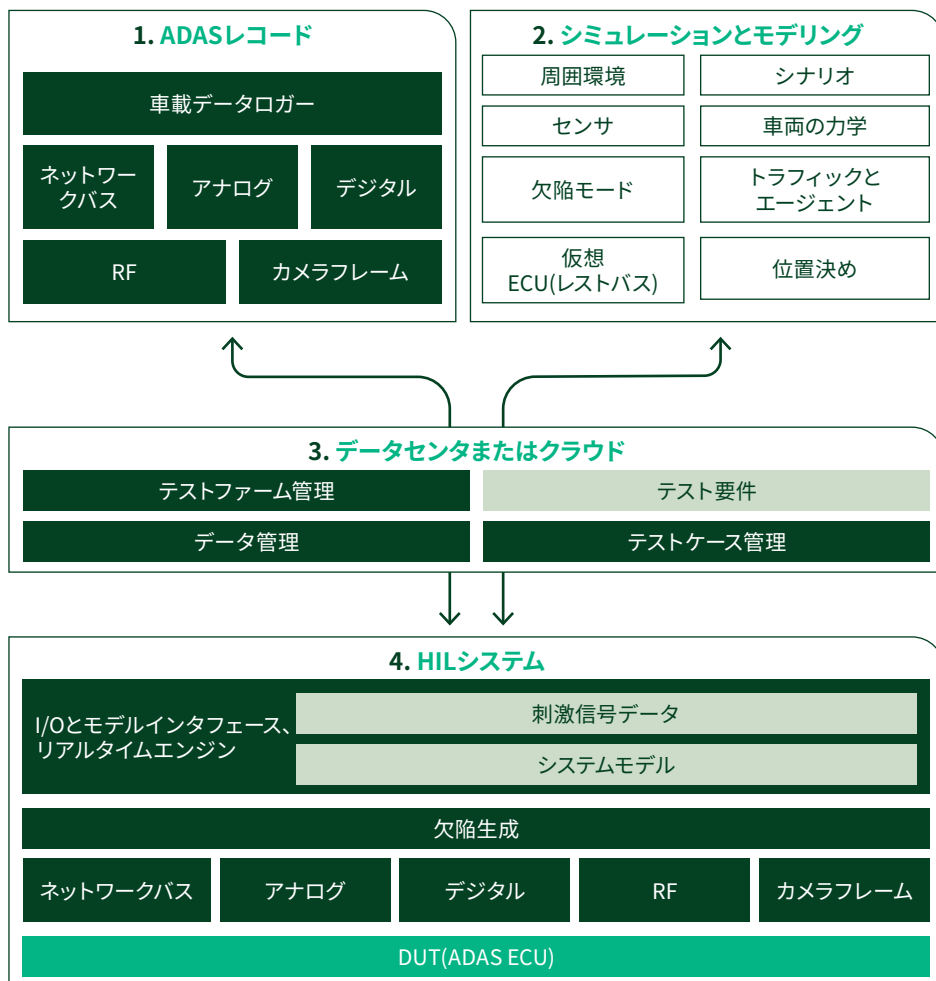 1. ADASレコード
車載データロガー
ネットワー
クバス
アナログ
デジタル
RF
カメラフレーム
2. シミュレーションとモデリング
周囲環境
シナリオ
センサ
車両の力学
欠陥モード
トラフィックと
エージェント
仮想
ECU(レストバス)
位置決め
3. データセンタまたはクラウド
テストファーム管理
テスト要件
データ管理
テストケース管理
4. HILシステム
I/Oとモデルインタフェース、
リアルタイムエンジン
刺激信号データ
システムモデル
欠陥生成
ネットワークバス
アナログ
デジタル
RF
カメラフレーム
DUT(ADAS ECU)